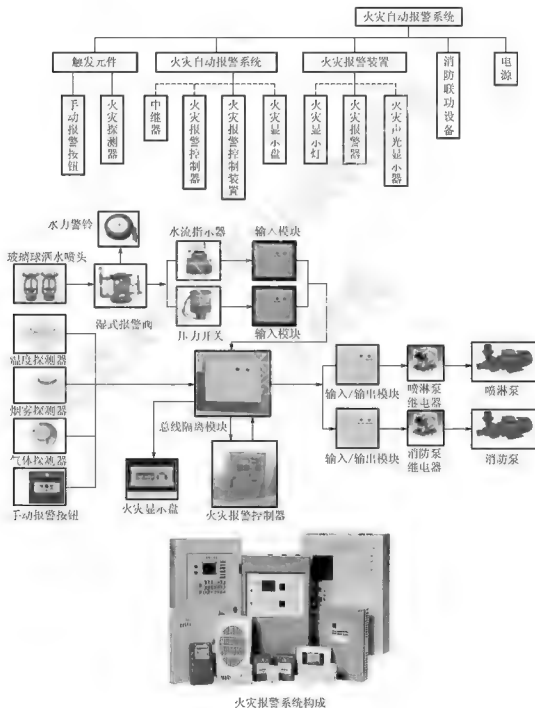 火灾自动报警系统
触发元件
火灾自动报警系统
火灾报警装置
消防联功设备
电源
手动报警按钮
火灾探测器
中继器
火灾报警控制器
火灾报警控制装置
火灾显示盘
火灾显示灯
火灾报警器
火灾声光显示器
水力警铃
水流指示器
输入模块
玻璃球洒水喷头
湿式报警阀
压力开关
输入模块
温度探测器
烟雾探测器
气体探测器
手动报警按钮
总线隔离模块
火灾显示盘
火灾报警控制器
输入/输出模块
喷淋泵
继电器
喷淋泵
输入/输出模块
消防泵
继电器
消防泵
火灾报警系统构成